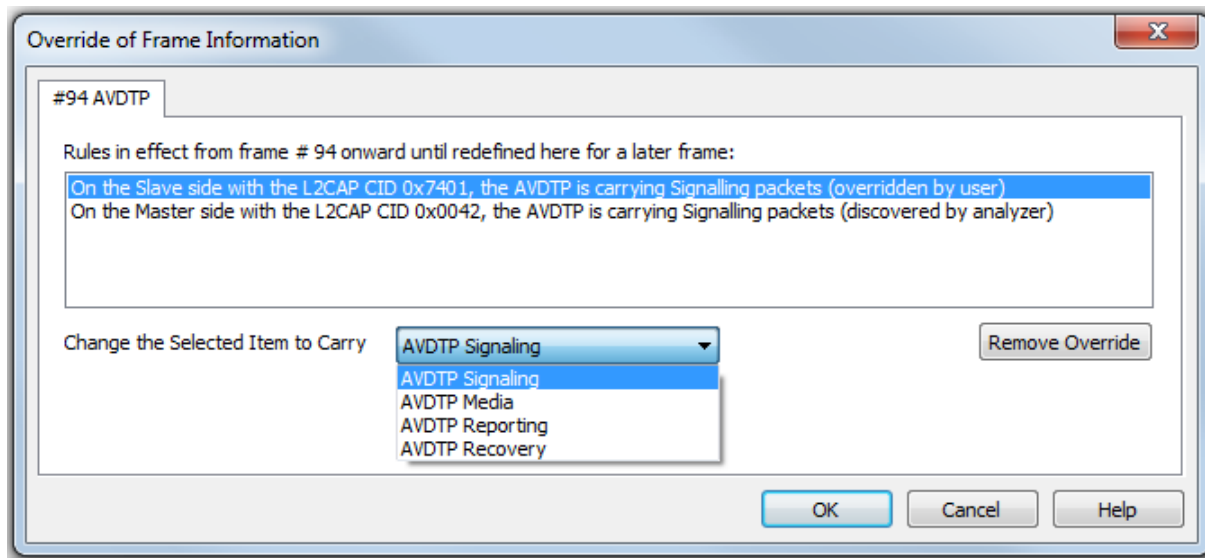 Override of Frame Information
#94 AVDTP
Rules in effect from frame # 94 onward until redefined here for a later frame:
On the Slave side with the L2CAP CID 0x7401, the AVDTP is carrying Signalling packets (overridden by user)
On the Master side with the L2CAP CID 0x0042, the AVDTP is carrying Signalling packets (discovered by analyzer)
Change the Selected Item to Carry AVDTP Signaling Remove Override
AVDTP Signaling
AVDTP Media
AVDTP Reporting
AVDTP Recovery
OK Cancel Help